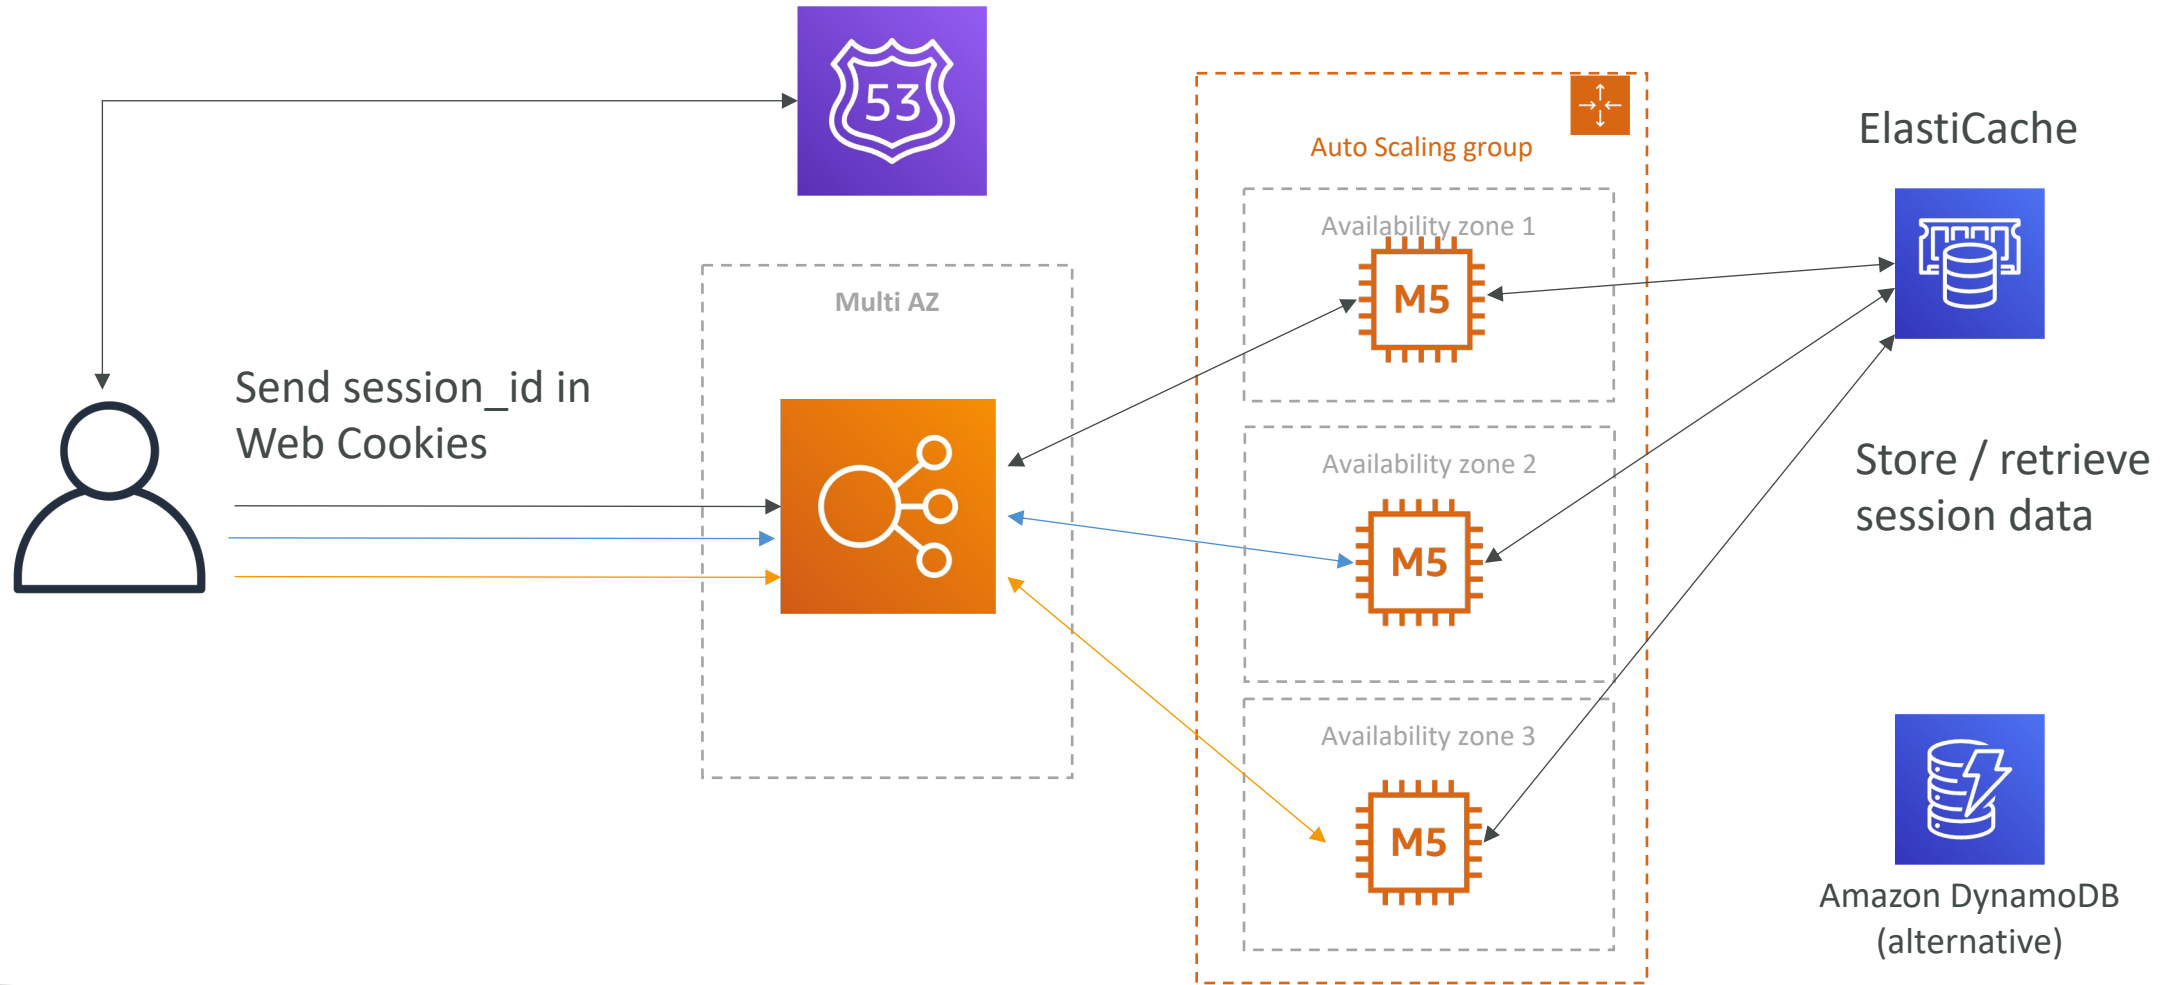 53
Auto Scaling group
ElastiCache
Availability zone 1
M5
Multi AZ
Send session_id in
Web Cookies
Availability zone 2
M5
Store / retrieve
session data
Availability zone 3
M5
Amazon DynamoDB
(alternative)